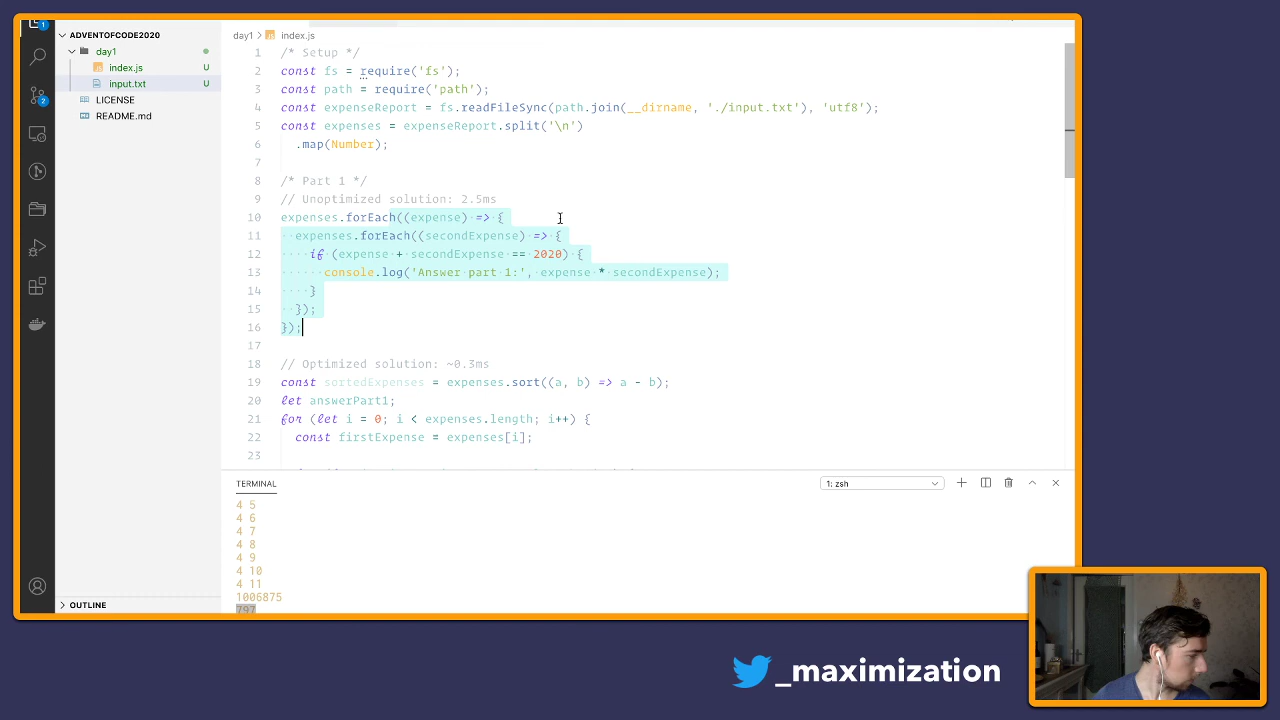 1
ADVENTOFCODE2020
day1
index.js U
input.txt U
LICENSE
README.md
2
OUTLINE
day1 > index.js
1 /* Setup */
2 const fs = require('fs');
3 const path = require('path');
4 const expenseReport = fs.readFileSync(path.join(__dirname, './input.txt'), 'utf8');
5 const expenses = expenseReport.split('\n')
6 .map(Number);
7
8 /* Part 1 */
9 // Unoptimized solution: 2.5ms
10 expenses.forEach((expense) => {
11 expenses.forEach((secondExpense) => {
12 if (expense + secondExpense == 2020) {
13 console.log('Answer part 1:', expense * secondExpense);
14 }
15 });
16 });
17
18 // Optimized solution: ~0.3ms
19 const sortedExpenses = expenses.sort((a, b) => a - b);
20 let answerPart1;
21 for (let i = 0; i < expenses.length; i++) {
22 const firstExpense = expenses[i];
23
TERMINAL
1: zsh
4 5
4 6
4 7
4 8
4 9
4 10
4 11
1006875
797
_maximization